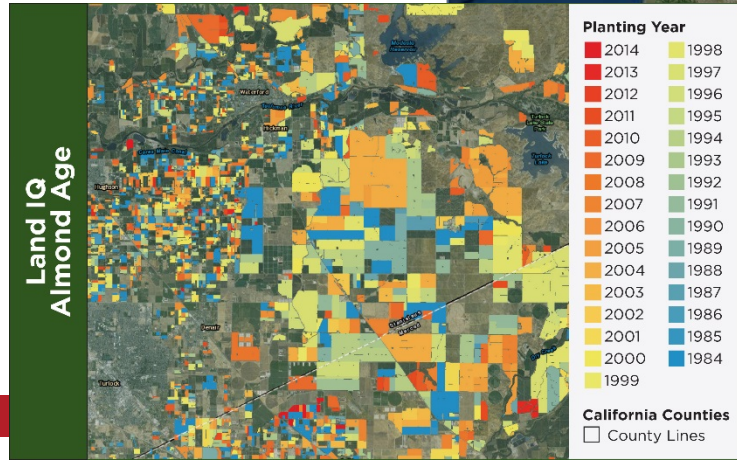 Land IQ
Almond Age
Waterford
Hickman
Hughson
Denair
Turlock
Stanislaus
Merced
Planting Year
2014
2013
2012
2011
2010
2009
2008
2007
2006
2005
2004
2003
2002
2001
2000
1999
1998
1997
1996
1995
1994
1993
1992
1991
1990
1989
1988
1987
1986
1985
1984
California Counties
County Lines